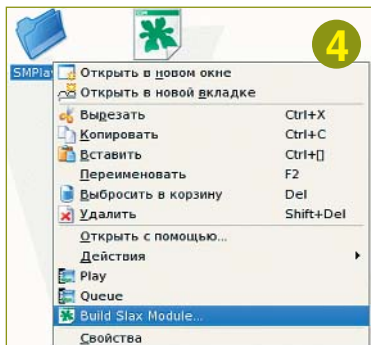 4
SMPlay
Открыть в новом окне
Открыть в новой вкладке
Вырезать Ctrl+X
Копировать Ctrl+C
Вставить Ctrl+[]
Переименовать F2
Выбросить в корзину Del
Удалить Shift+Del
Открыть с помощью...
Действия
Play
Queue
Build Slax Module...
Свойства